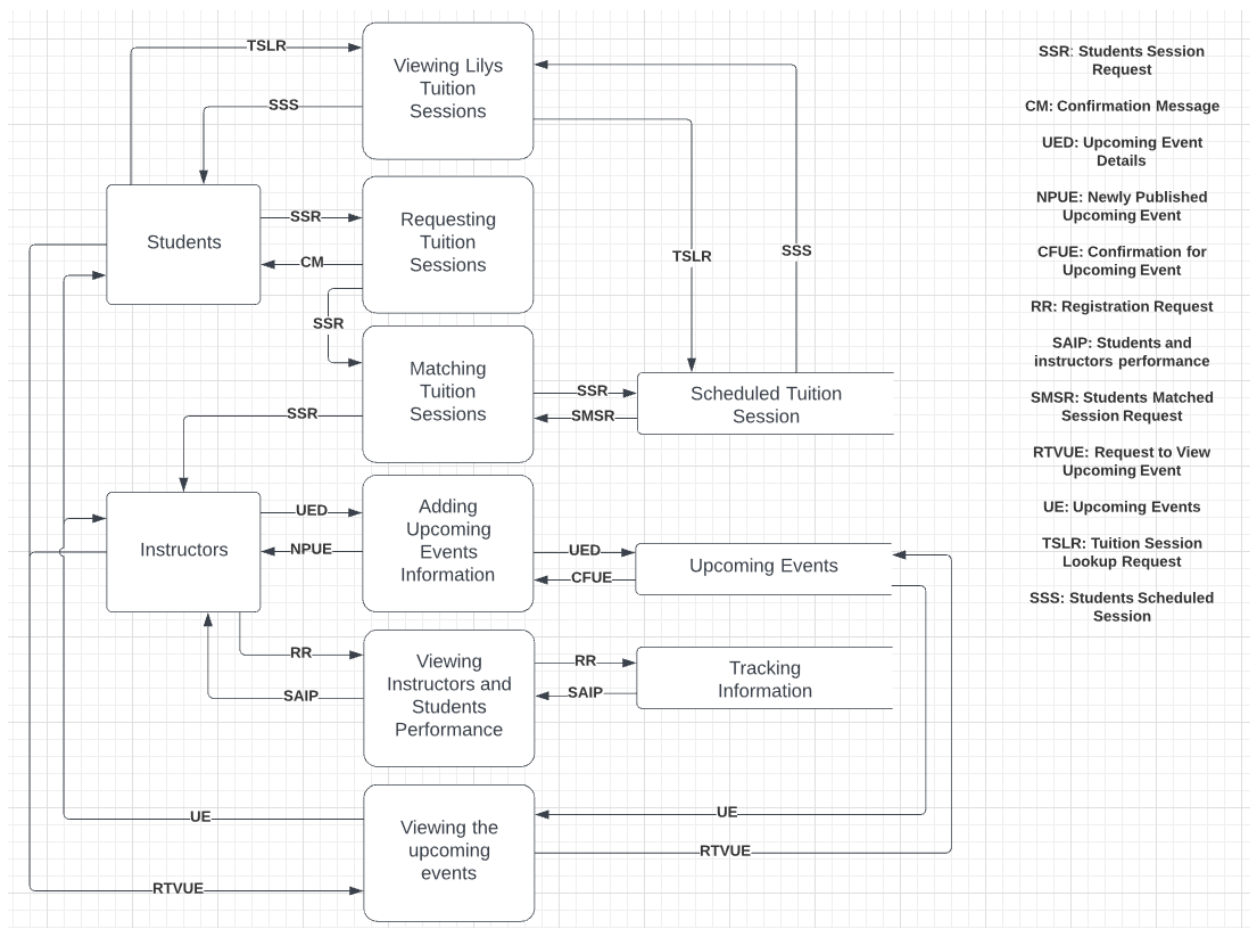 TSLR
Viewing Lilys
Tuition
Sessions
SSS
Students
SSR
Requesting
Tuition
Sessions
CM
TSLR
SSS
SSR
Matching
Tuition
Sessions
SSR
SMSR
Scheduled Tuition
Session
SSR
Instructors
UED
NPUE
Adding
Upcoming
Events
Information
UED
CFUE
Upcoming Events
RR
SAIP
Viewing
Instructors and
Students
Performance
RR
SAIP
Tracking
Information
UE
RTVUE
Viewing the
upcoming
events
UE
RTVUE
SSR: Students Session
Request
CM: Confirmation Message
UED: Upcoming Event
Details
NPUE: Newly Published
Upcoming Event
CFUE: Confirmation for
Upcoming Event
RR: Registration Request
SAIP: Students and
instructors performance
SMSR: Students Matched
Session Request
RTVUE: Request to View
Upcoming Event
UE: Upcoming Events
TSLR: Tuition Session
Lookup Request
SSS: Students Scheduled
Session